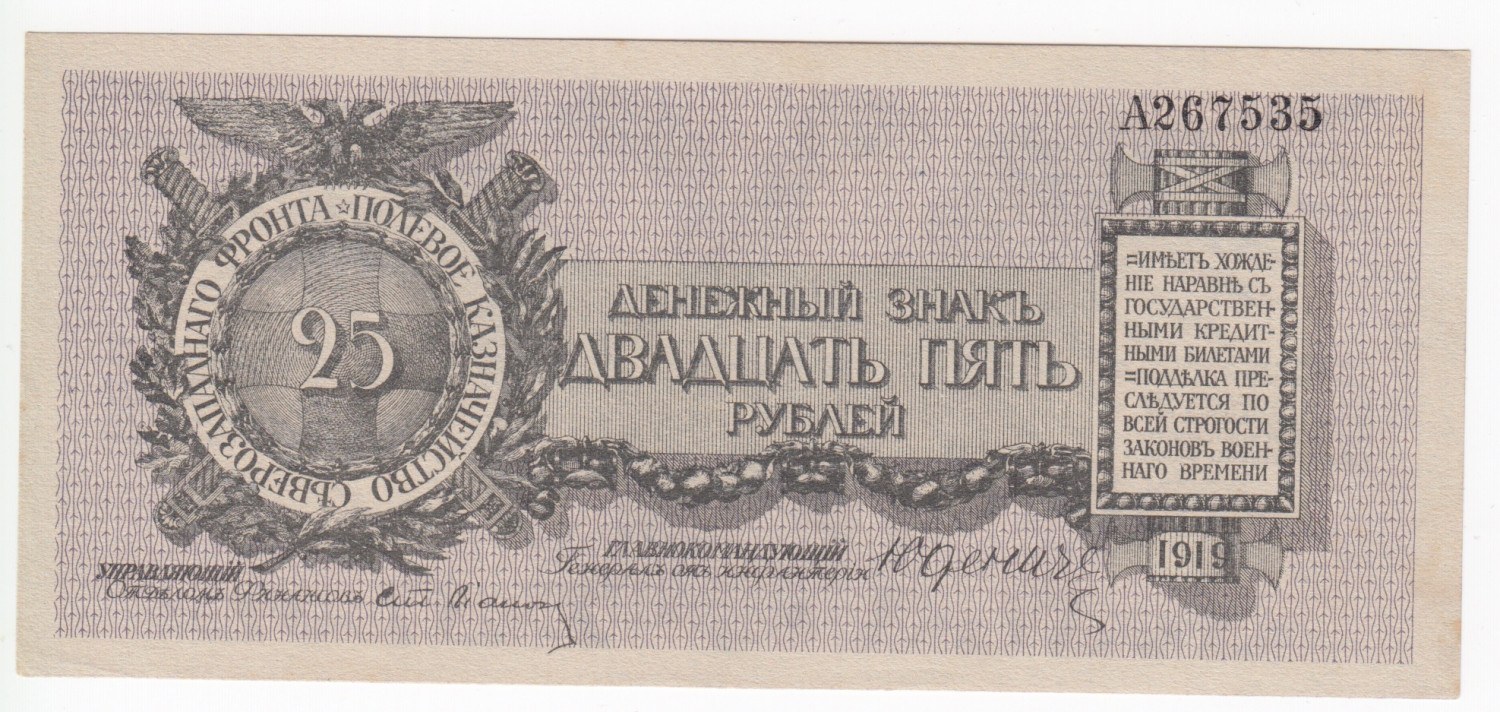 А267535
ПОЛЕВОЕ КАЗНАЧЕЙСТВО СѢВЕРОЗАПАДНАГО ФРОНТА
25
ДЕНЕЖНЫЙ ЗНАКЪ
ДВАДЦАТЬ ПЯТЬ
РУБЛЕЙ
=ИМѢЕТЪ ХОЖДЕ-
НІЕ НАРАВНѢ СЪ
ГОСУДАРСТВЕН-
НЫМИ КРЕДИТ-
НЫМИ БИЛЕТАМИ
=ПОДДѢЛКА ПРЕ-
СЛѢДУЕТСЯ ПО
ВСЕЙ СТРОГОСТИ
ЗАКОНОВЪ ВОЕН-
НАГО ВРЕМЕНИ
1919
ГЛАВНОКОМАНДУЮЩІЙ
Генералъ отъ инфантеріи Юденичъ
УПРАВЛЯЮЩІЙ
Отдѣломъ Финансовъ